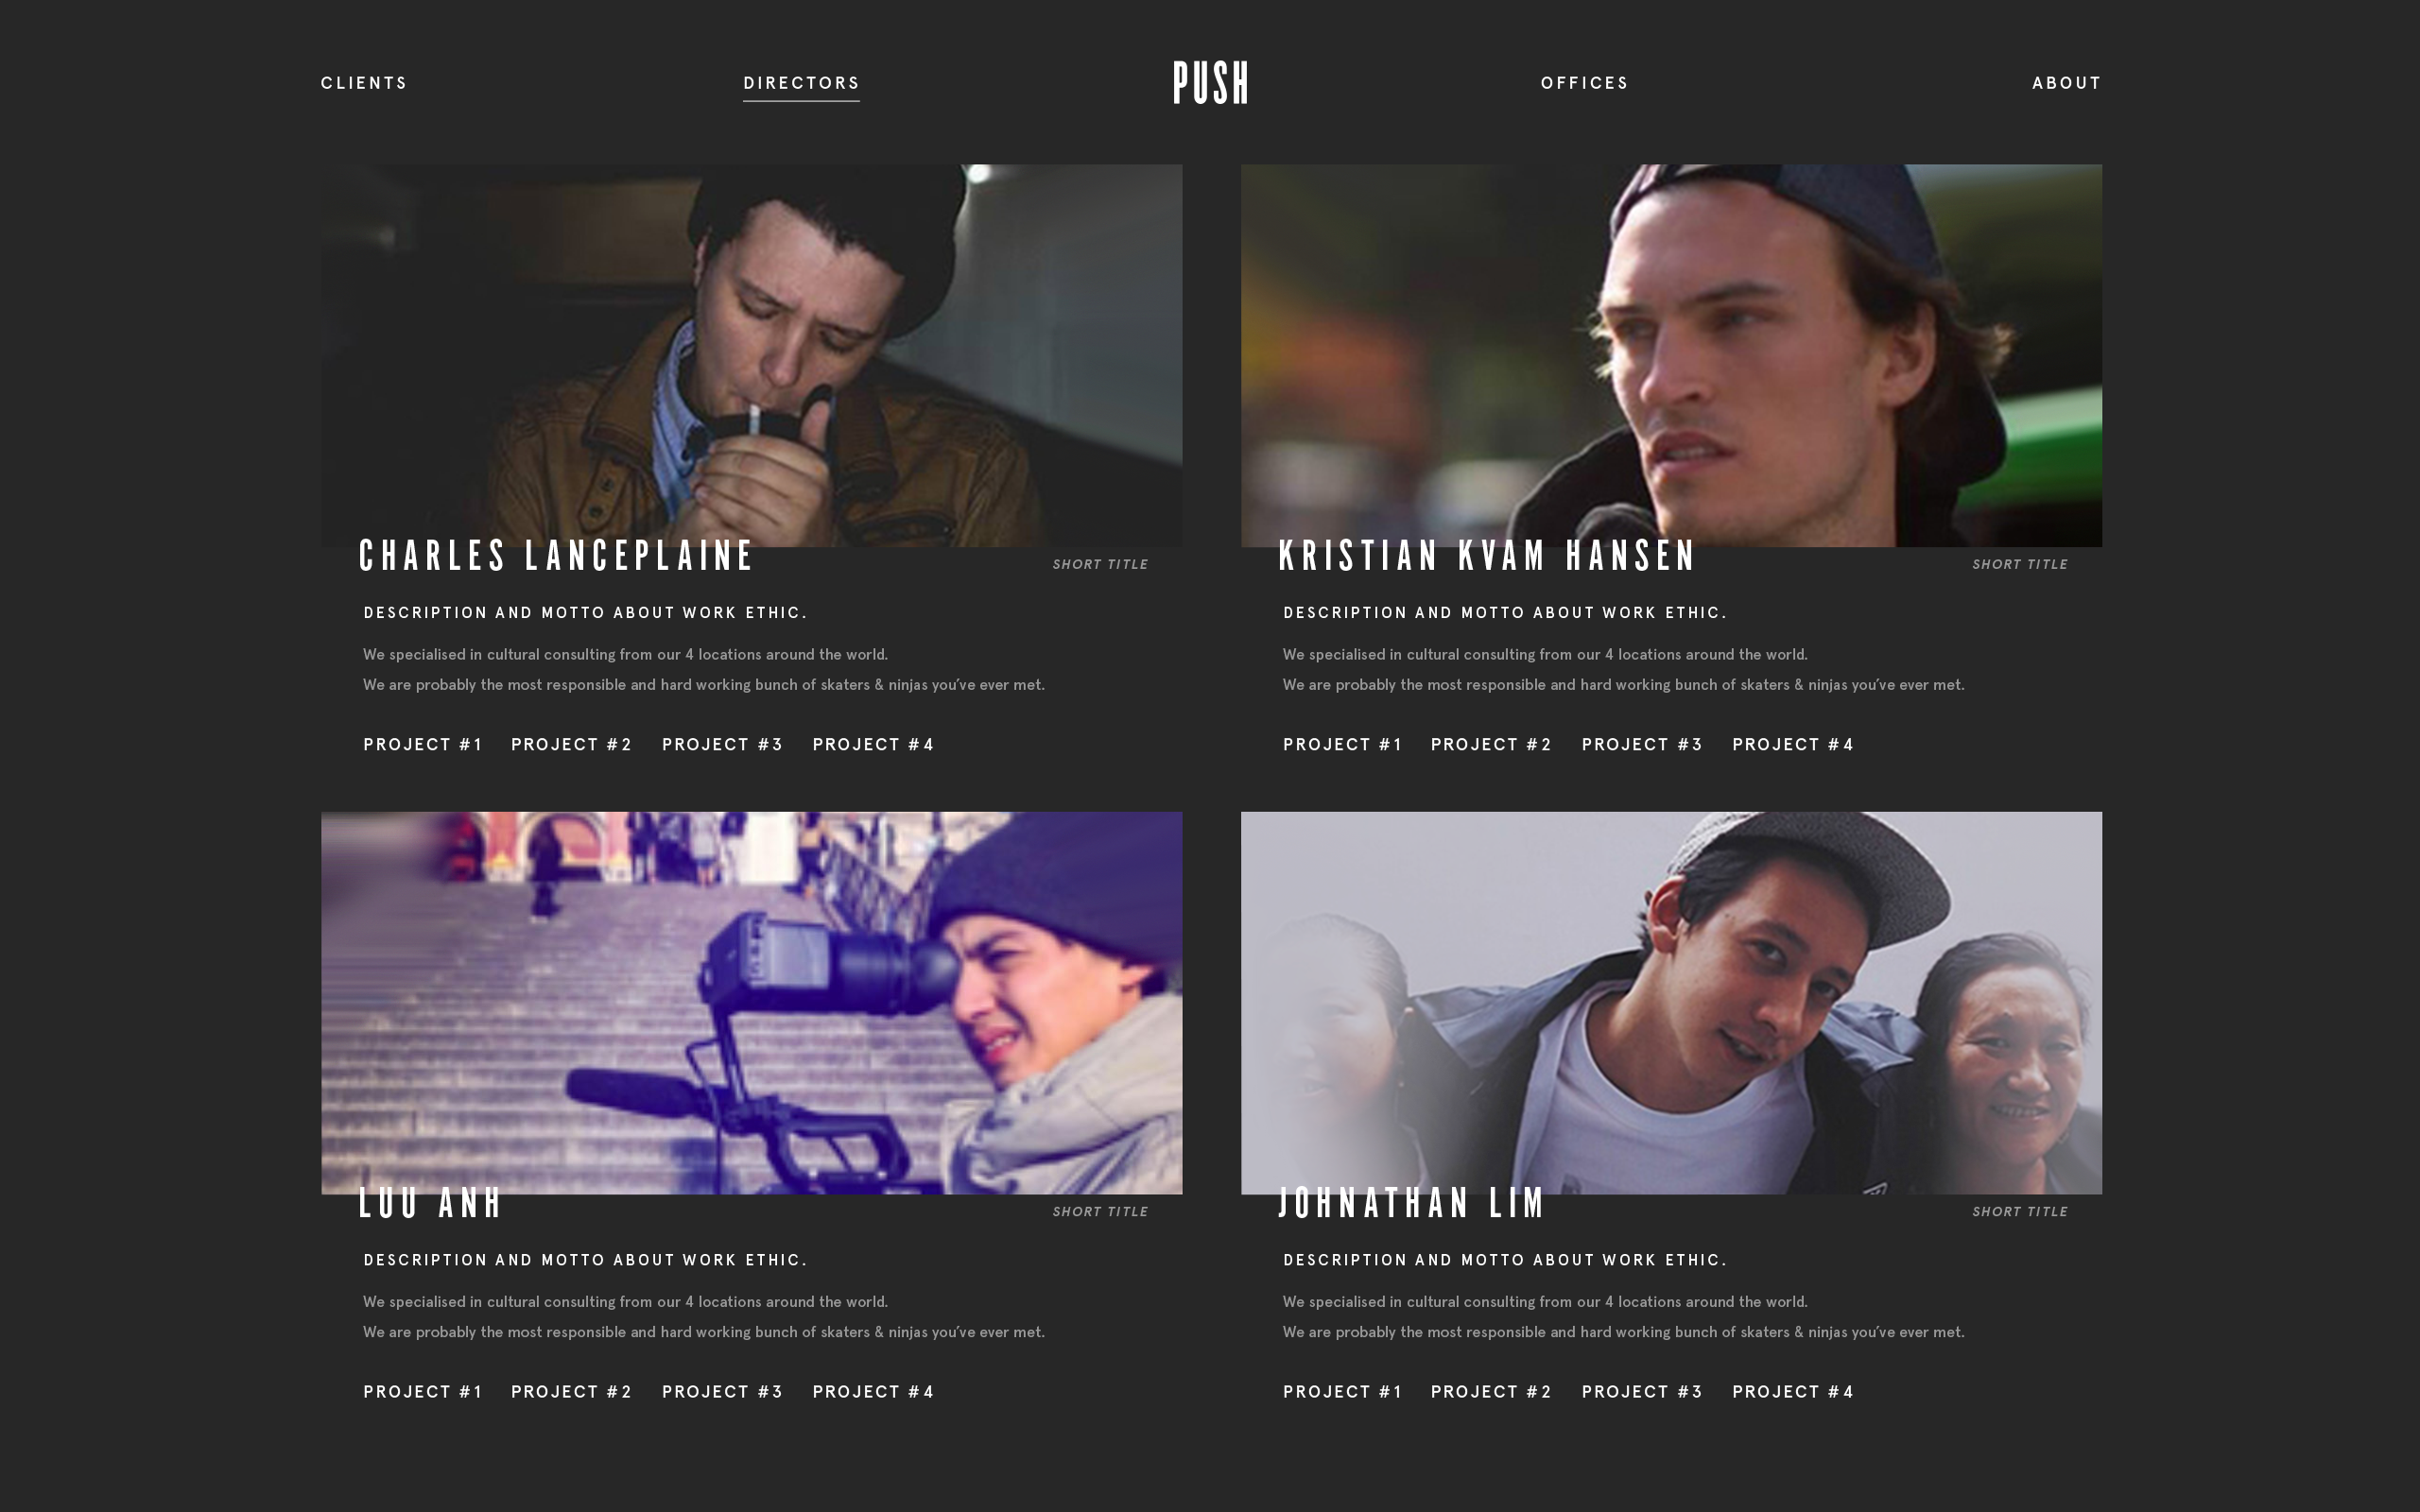 CLIENTS
DIRECTORS
PUSH
OFFICES
ABOUT
CHARLES LANCEPLAINE
SHORT TITLE
DESCRIPTION AND MOTTO ABOUT WORK ETHIC.
We specialised in cultural consulting from our 4 locations around the world.
We are probably the most responsible and hard working bunch of skaters & ninjas you’ve ever met.
PROJECT #1 PROJECT #2 PROJECT #3 PROJECT #4
KRISTIAN KVAM HANSEN
SHORT TITLE
DESCRIPTION AND MOTTO ABOUT WORK ETHIC.
We specialised in cultural consulting from our 4 locations around the world.
We are probably the most responsible and hard working bunch of skaters & ninjas you’ve ever met.
PROJECT #1 PROJECT #2 PROJECT #3 PROJECT #4
LUU ANH
SHORT TITLE
DESCRIPTION AND MOTTO ABOUT WORK ETHIC.
We specialised in cultural consulting from our 4 locations around the world.
We are probably the most responsible and hard working bunch of skaters & ninjas you’ve ever met.
PROJECT #1 PROJECT #2 PROJECT #3 PROJECT #4
JOHNATHAN LIM
SHORT TITLE
DESCRIPTION AND MOTTO ABOUT WORK ETHIC.
We specialised in cultural consulting from our 4 locations around the world.
We are probably the most responsible and hard working bunch of skaters & ninjas you’ve ever met.
PROJECT #1 PROJECT #2 PROJECT #3 PROJECT #4